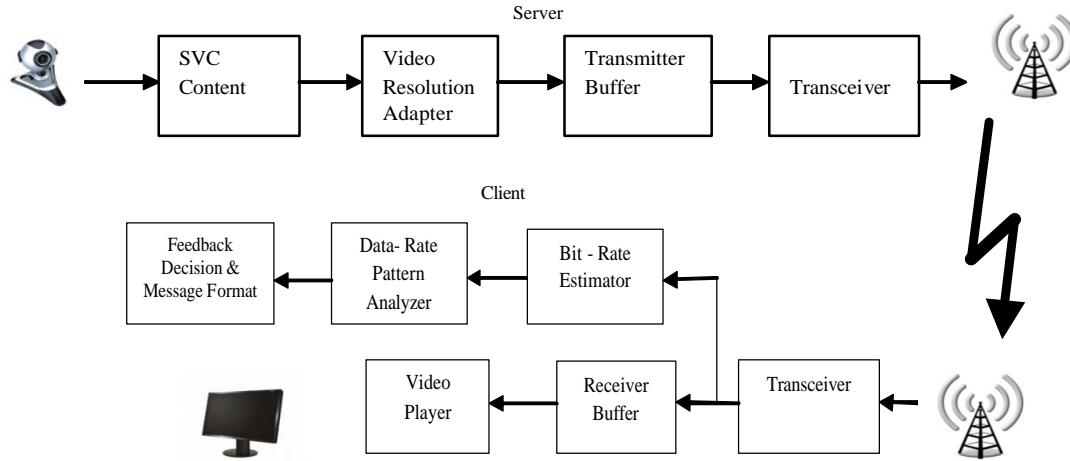 Server
SVC
Content
Video
Resolution
Adapter
Transmitter
Buffer
Transceiver
Client
Feedback
Decision &
Message Format
Data- Rate
Pattern
Analyzer
Bit - Rate
Estimator
Video
Player
Receiver
Buffer
Transceiver